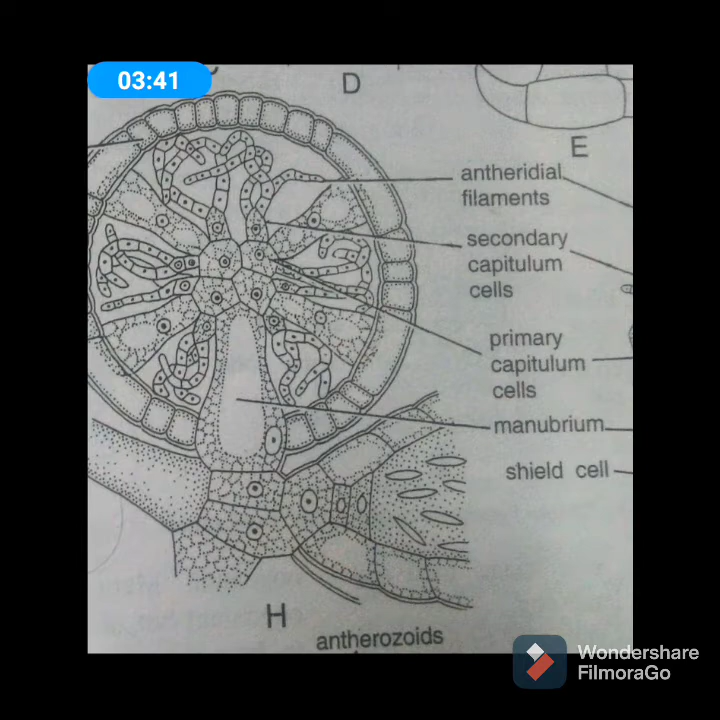 03:41
D
E
antheridial
filaments
secondary
capitulum
cells
primary
capitulum
cells
manubrium
shield cell
H
antherozoids
Wondershare
FilmoraGo